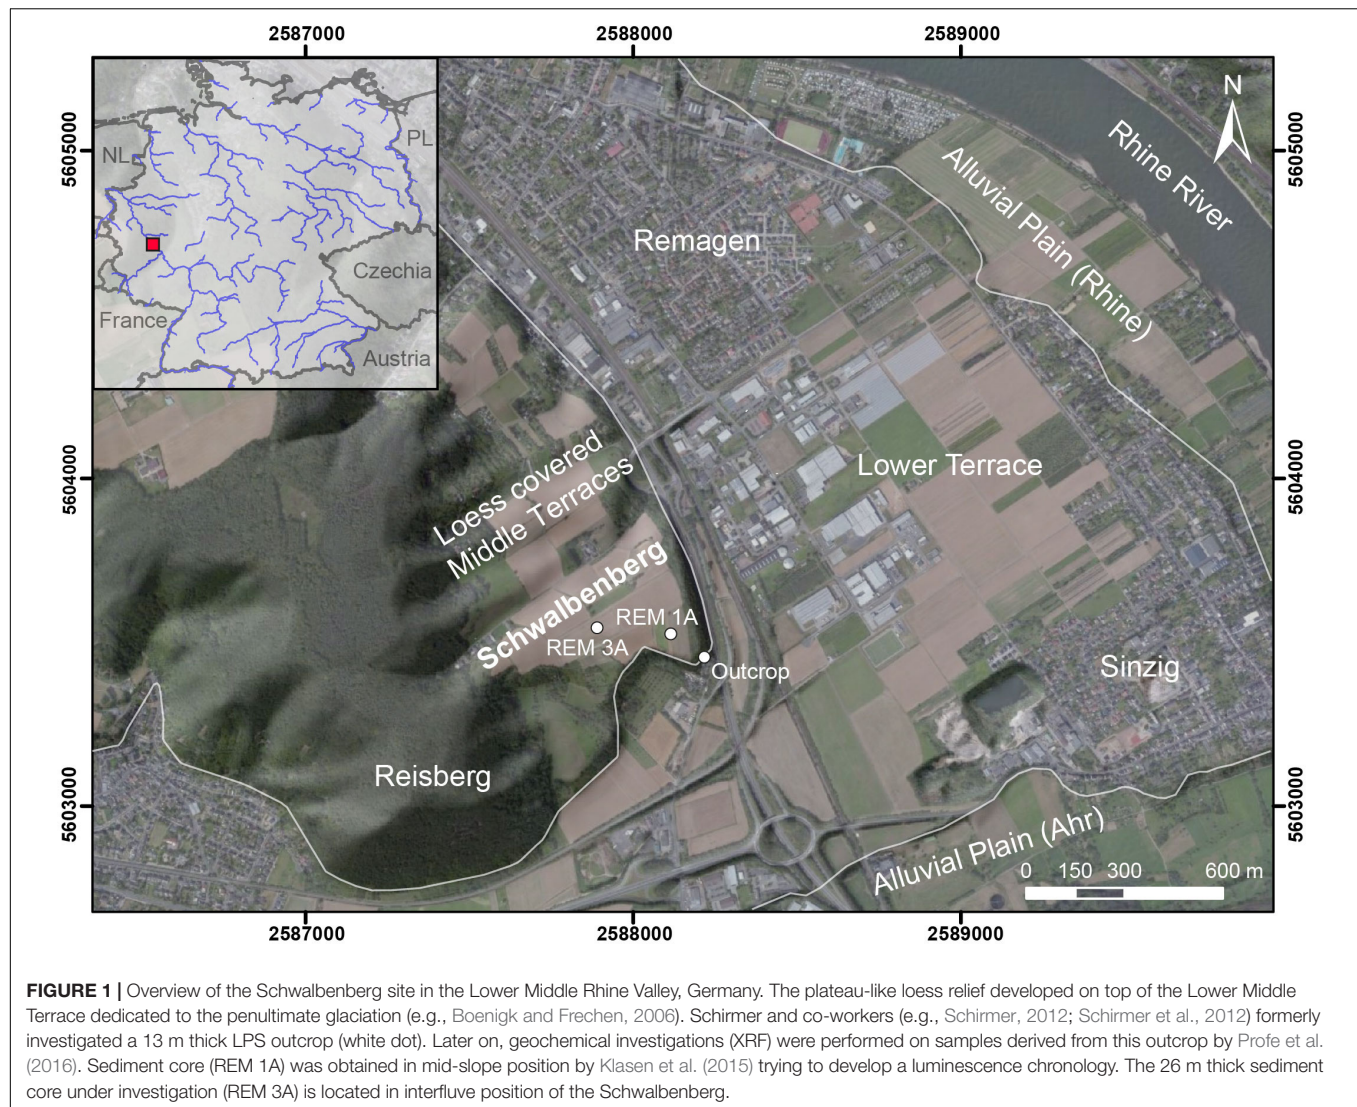 2587000
2588000
2589000
5605000
5604000
5603000
5605000
5604000
5603000
NL
PL
Czechia
France
Austria
N
Rhine River
Alluvial Plain (Rhine)
Remagen
Lower Terrace
Loess covered
Middle Terraces
Schwalbenberg
REM 1A
REM 3A
Outcrop
Sinzig
Reisberg
Alluvial Plain (Ahr)
0 150 300 600 m
2587000
2588000
2589000
FIGURE 1 | Overview of the Schwalbenberg site in the Lower Middle Rhine Valley, Germany. The plateau-like loess relief developed on top of the Lower Middle
Terrace dedicated to the penultimate glaciation (e.g., Boenigk and Frechen, 2006). Schirmer and co-workers (e.g., Schirmer, 2012; Schirmer et al., 2012) formerly
investigated a 13 m thick LPS outcrop (white dot). Later on, geochemical investigations (XRF) were performed on samples derived from this outcrop by Profe et al.
(2016). Sediment core (REM 1A) was obtained in mid-slope position by Klasen et al. (2015) trying to develop a luminescence chronology. The 26 m thick sediment
core under investigation (REM 3A) is located in interfluve position of the Schwalbenberg.